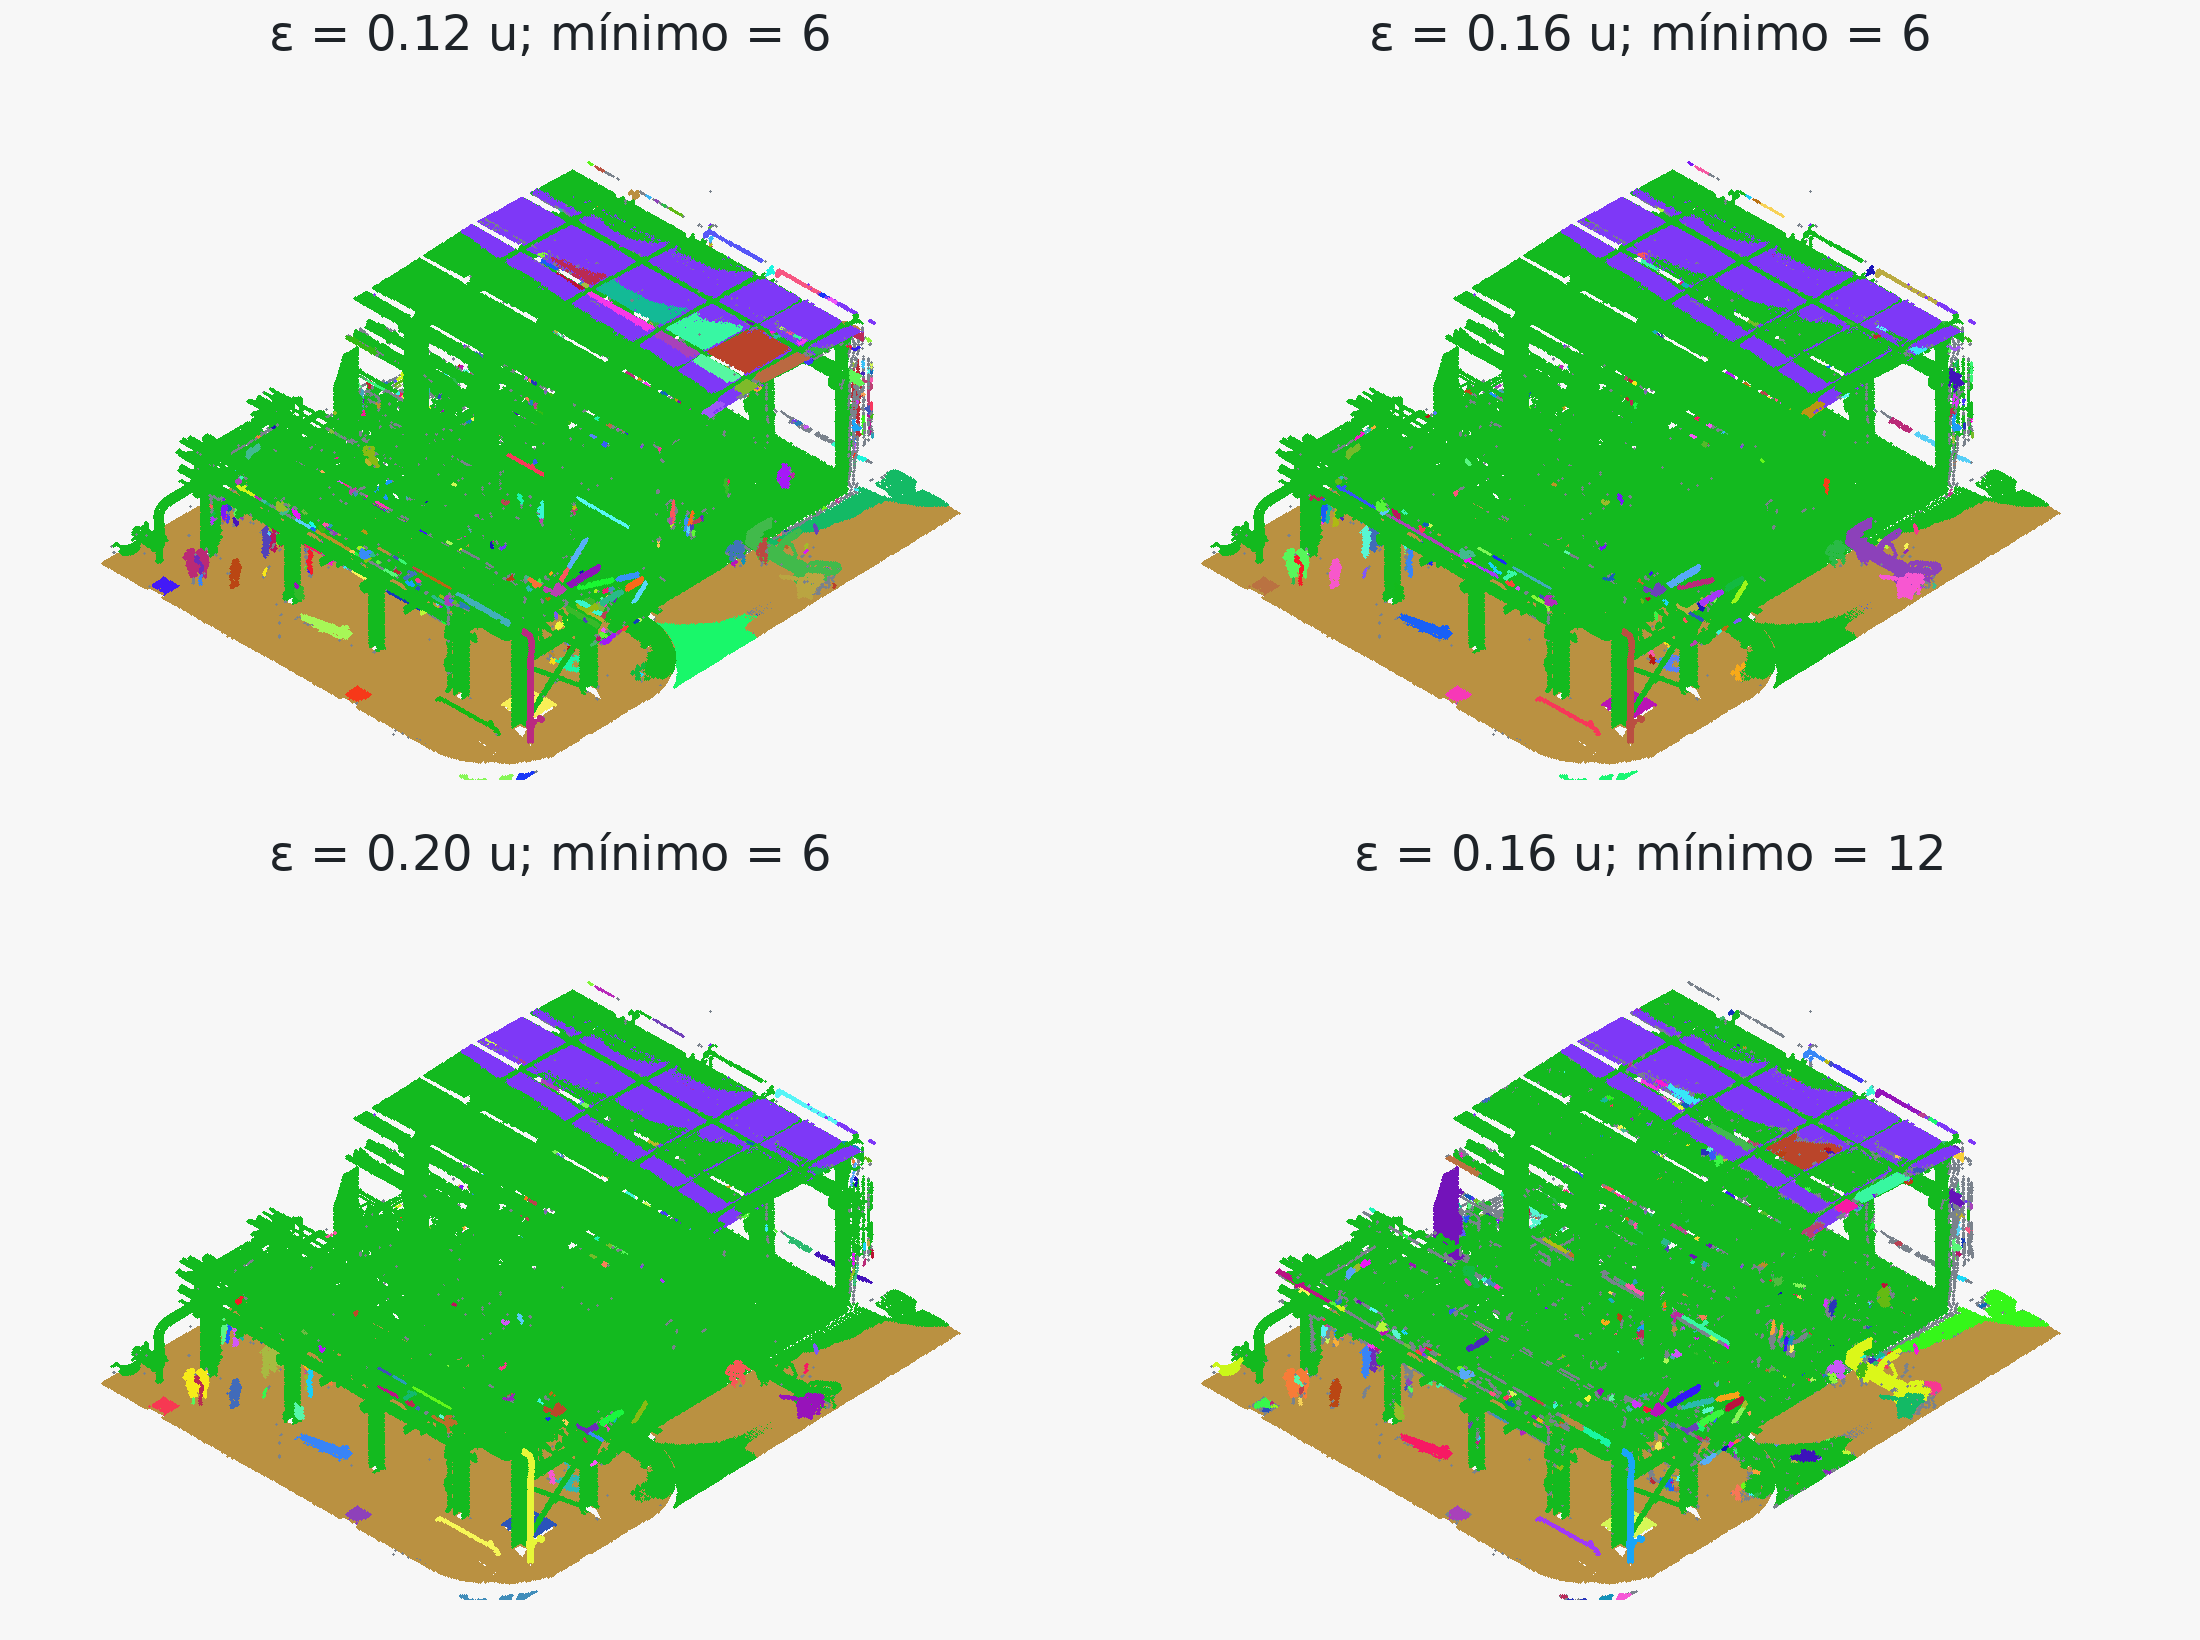 ε = 0.12 u; mínimo = 6
ε = 0.16 u; mínimo = 6
ε = 0.20 u; mínimo = 6
ε = 0.16 u; mínimo = 12